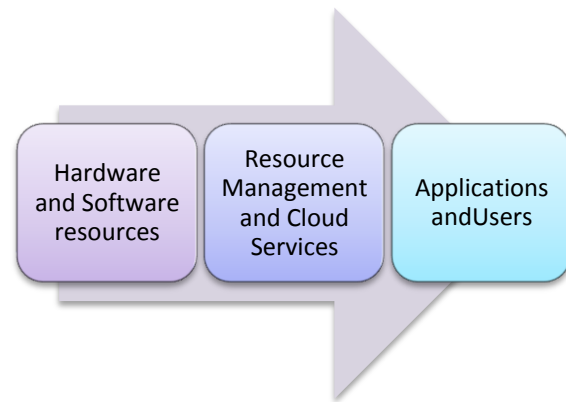 Hardware
and Software
resources
Resource
Management
and Cloud
Services
Applications
andUsers